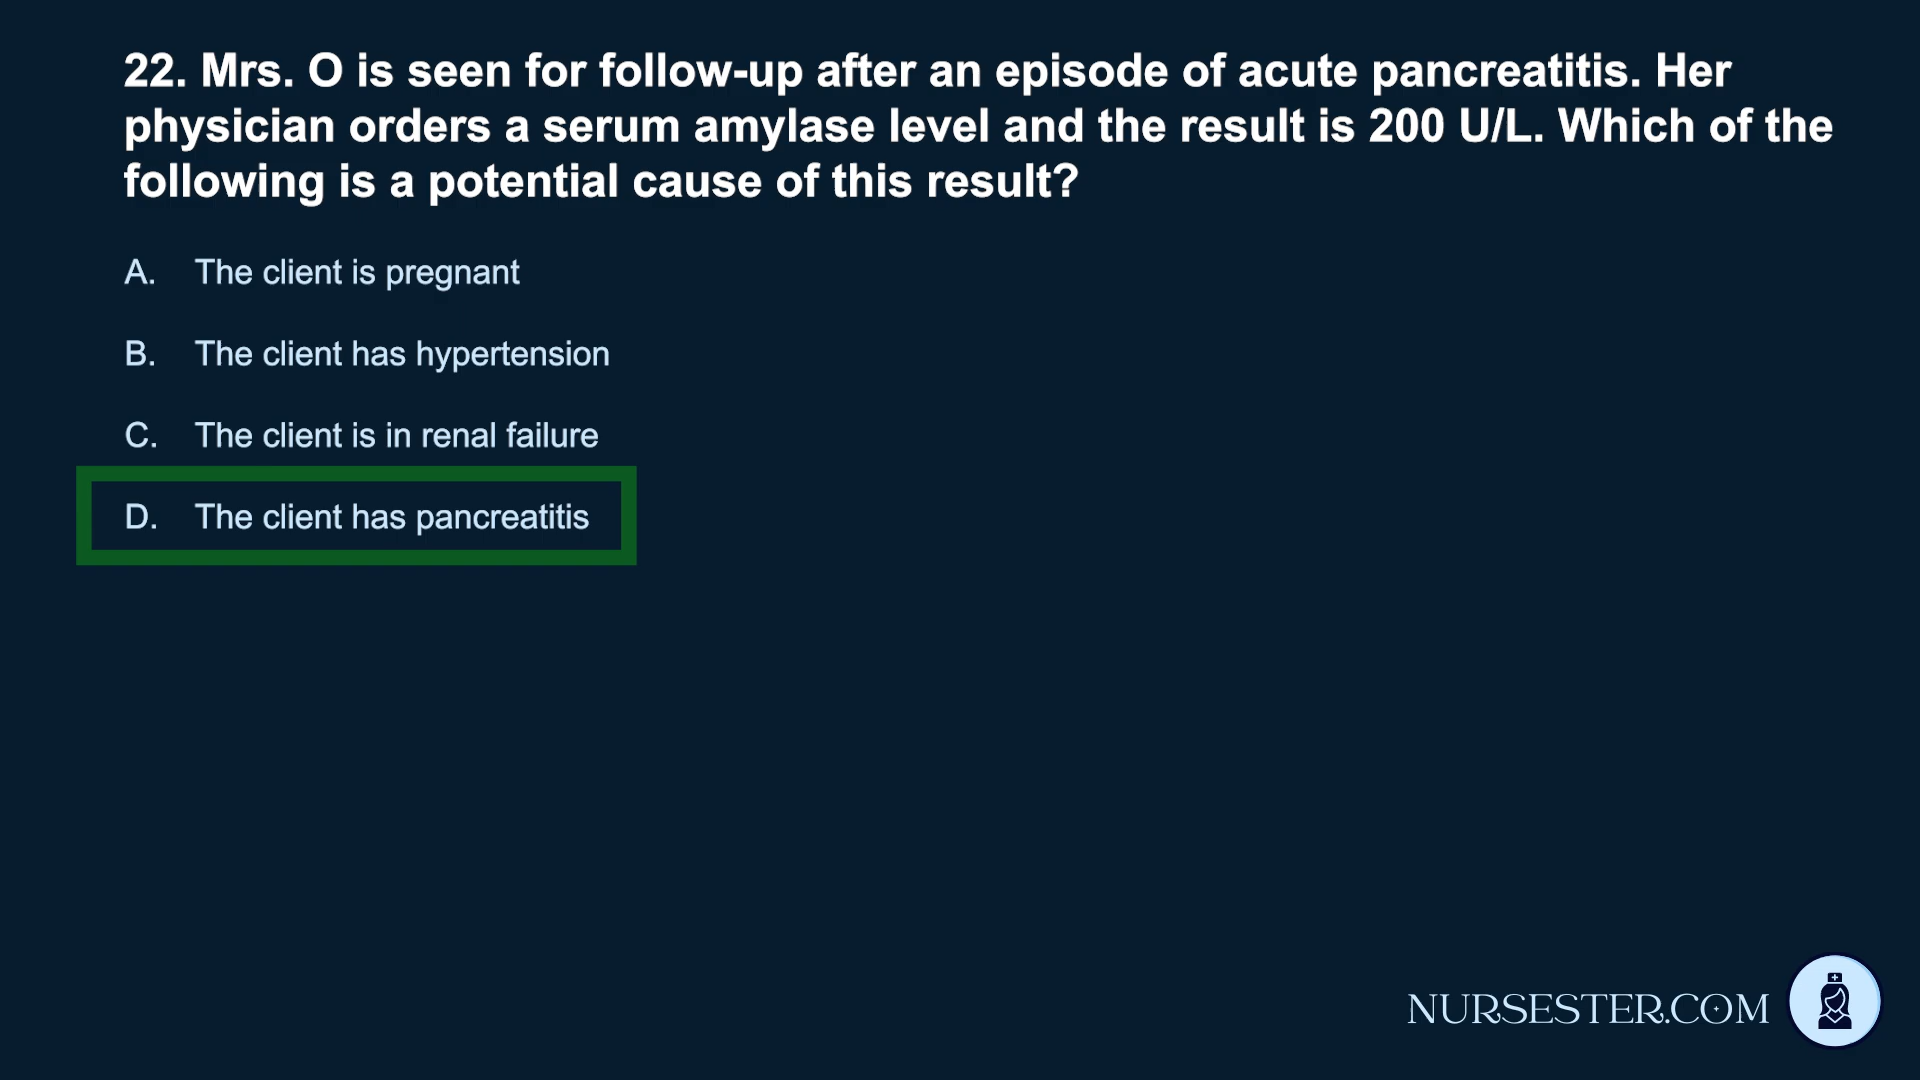 22. Mrs. O is seen for follow-up after an episode of acute pancreatitis. Her
physician orders a serum amylase level and the result is 200 U/L. Which of the
following is a potential cause of this result?
A. The client is pregnant
B. The client has hypertension
C. The client is in renal failure
D. The client has pancreatitis
NURSESTER.COM